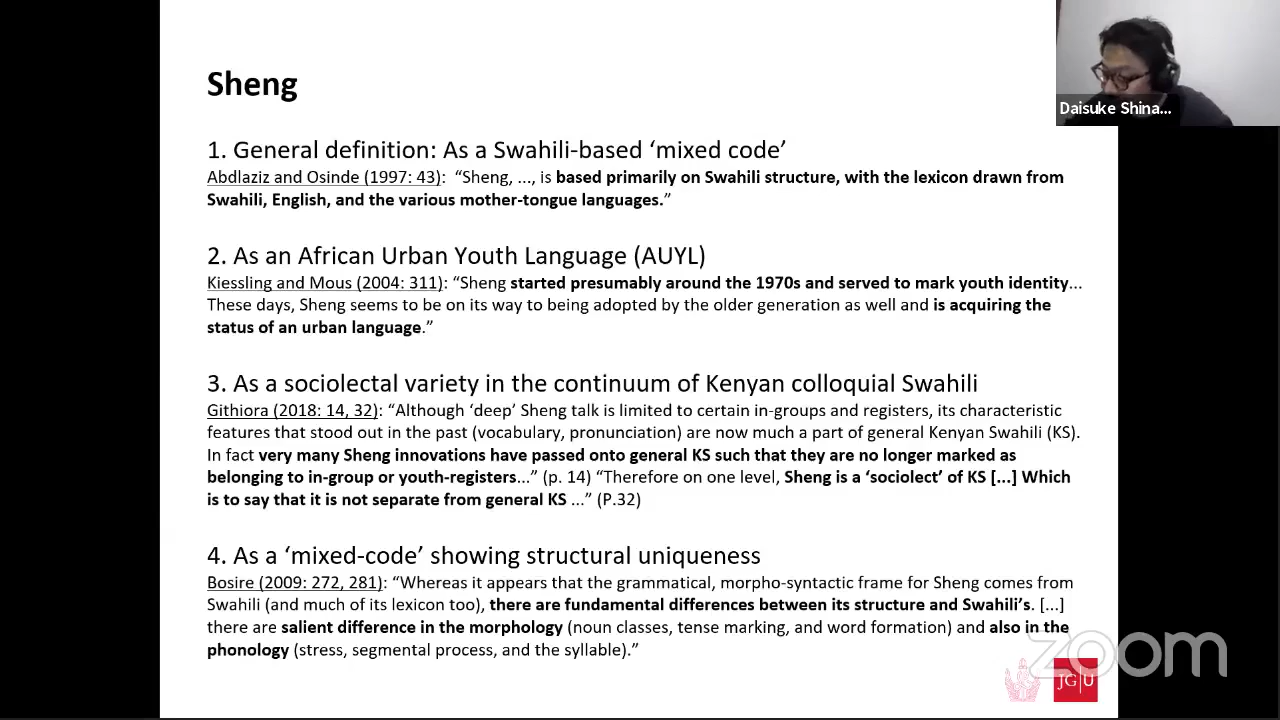 Sheng
Daisuke Shina...
1. General definition: As a Swahili-based ‘mixed code’
Abdlaziz and Osinde (1997: 43):  “Sheng, ..., is based primarily on Swahili structure, with the lexicon drawn from
Swahili, English, and the various mother-tongue languages.”
2. As an African Urban Youth Language (AUYL)
Kiessling and Mous (2004: 311): “Sheng started presumably around the 1970s and served to mark youth identity...
These days, Sheng seems to be on its way to being adopted by the older generation as well and is acquiring the
status of an urban language.”
3. As a sociolectal variety in the continuum of Kenyan colloquial Swahili
Githiora (2018: 14, 32): “Although ‘deep’ Sheng talk is limited to certain in-groups and registers, its characteristic
features that stood out in the past (vocabulary, pronunciation) are now much a part of general Kenyan Swahili (KS).
In fact very many Sheng innovations have passed onto general KS such that they are no longer marked as
belonging to in-group or youth-registers...” (p. 14) “Therefore on one level, Sheng is a ‘sociolect’ of KS [...] Which
is to say that it is not separate from general KS ...” (P.32)
4. As a ‘mixed-code’ showing structural uniqueness
Bosire (2009: 272, 281): “Whereas it appears that the grammatical, morpho-syntactic frame for Sheng comes from
Swahili (and much of its lexicon too), there are fundamental differences between its structure and Swahili’s. [...]
there are salient difference in the morphology (noun classes, tense marking, and word formation) and also in the
phonology (stress, segmental process, and the syllable).”
zoom
JG|U